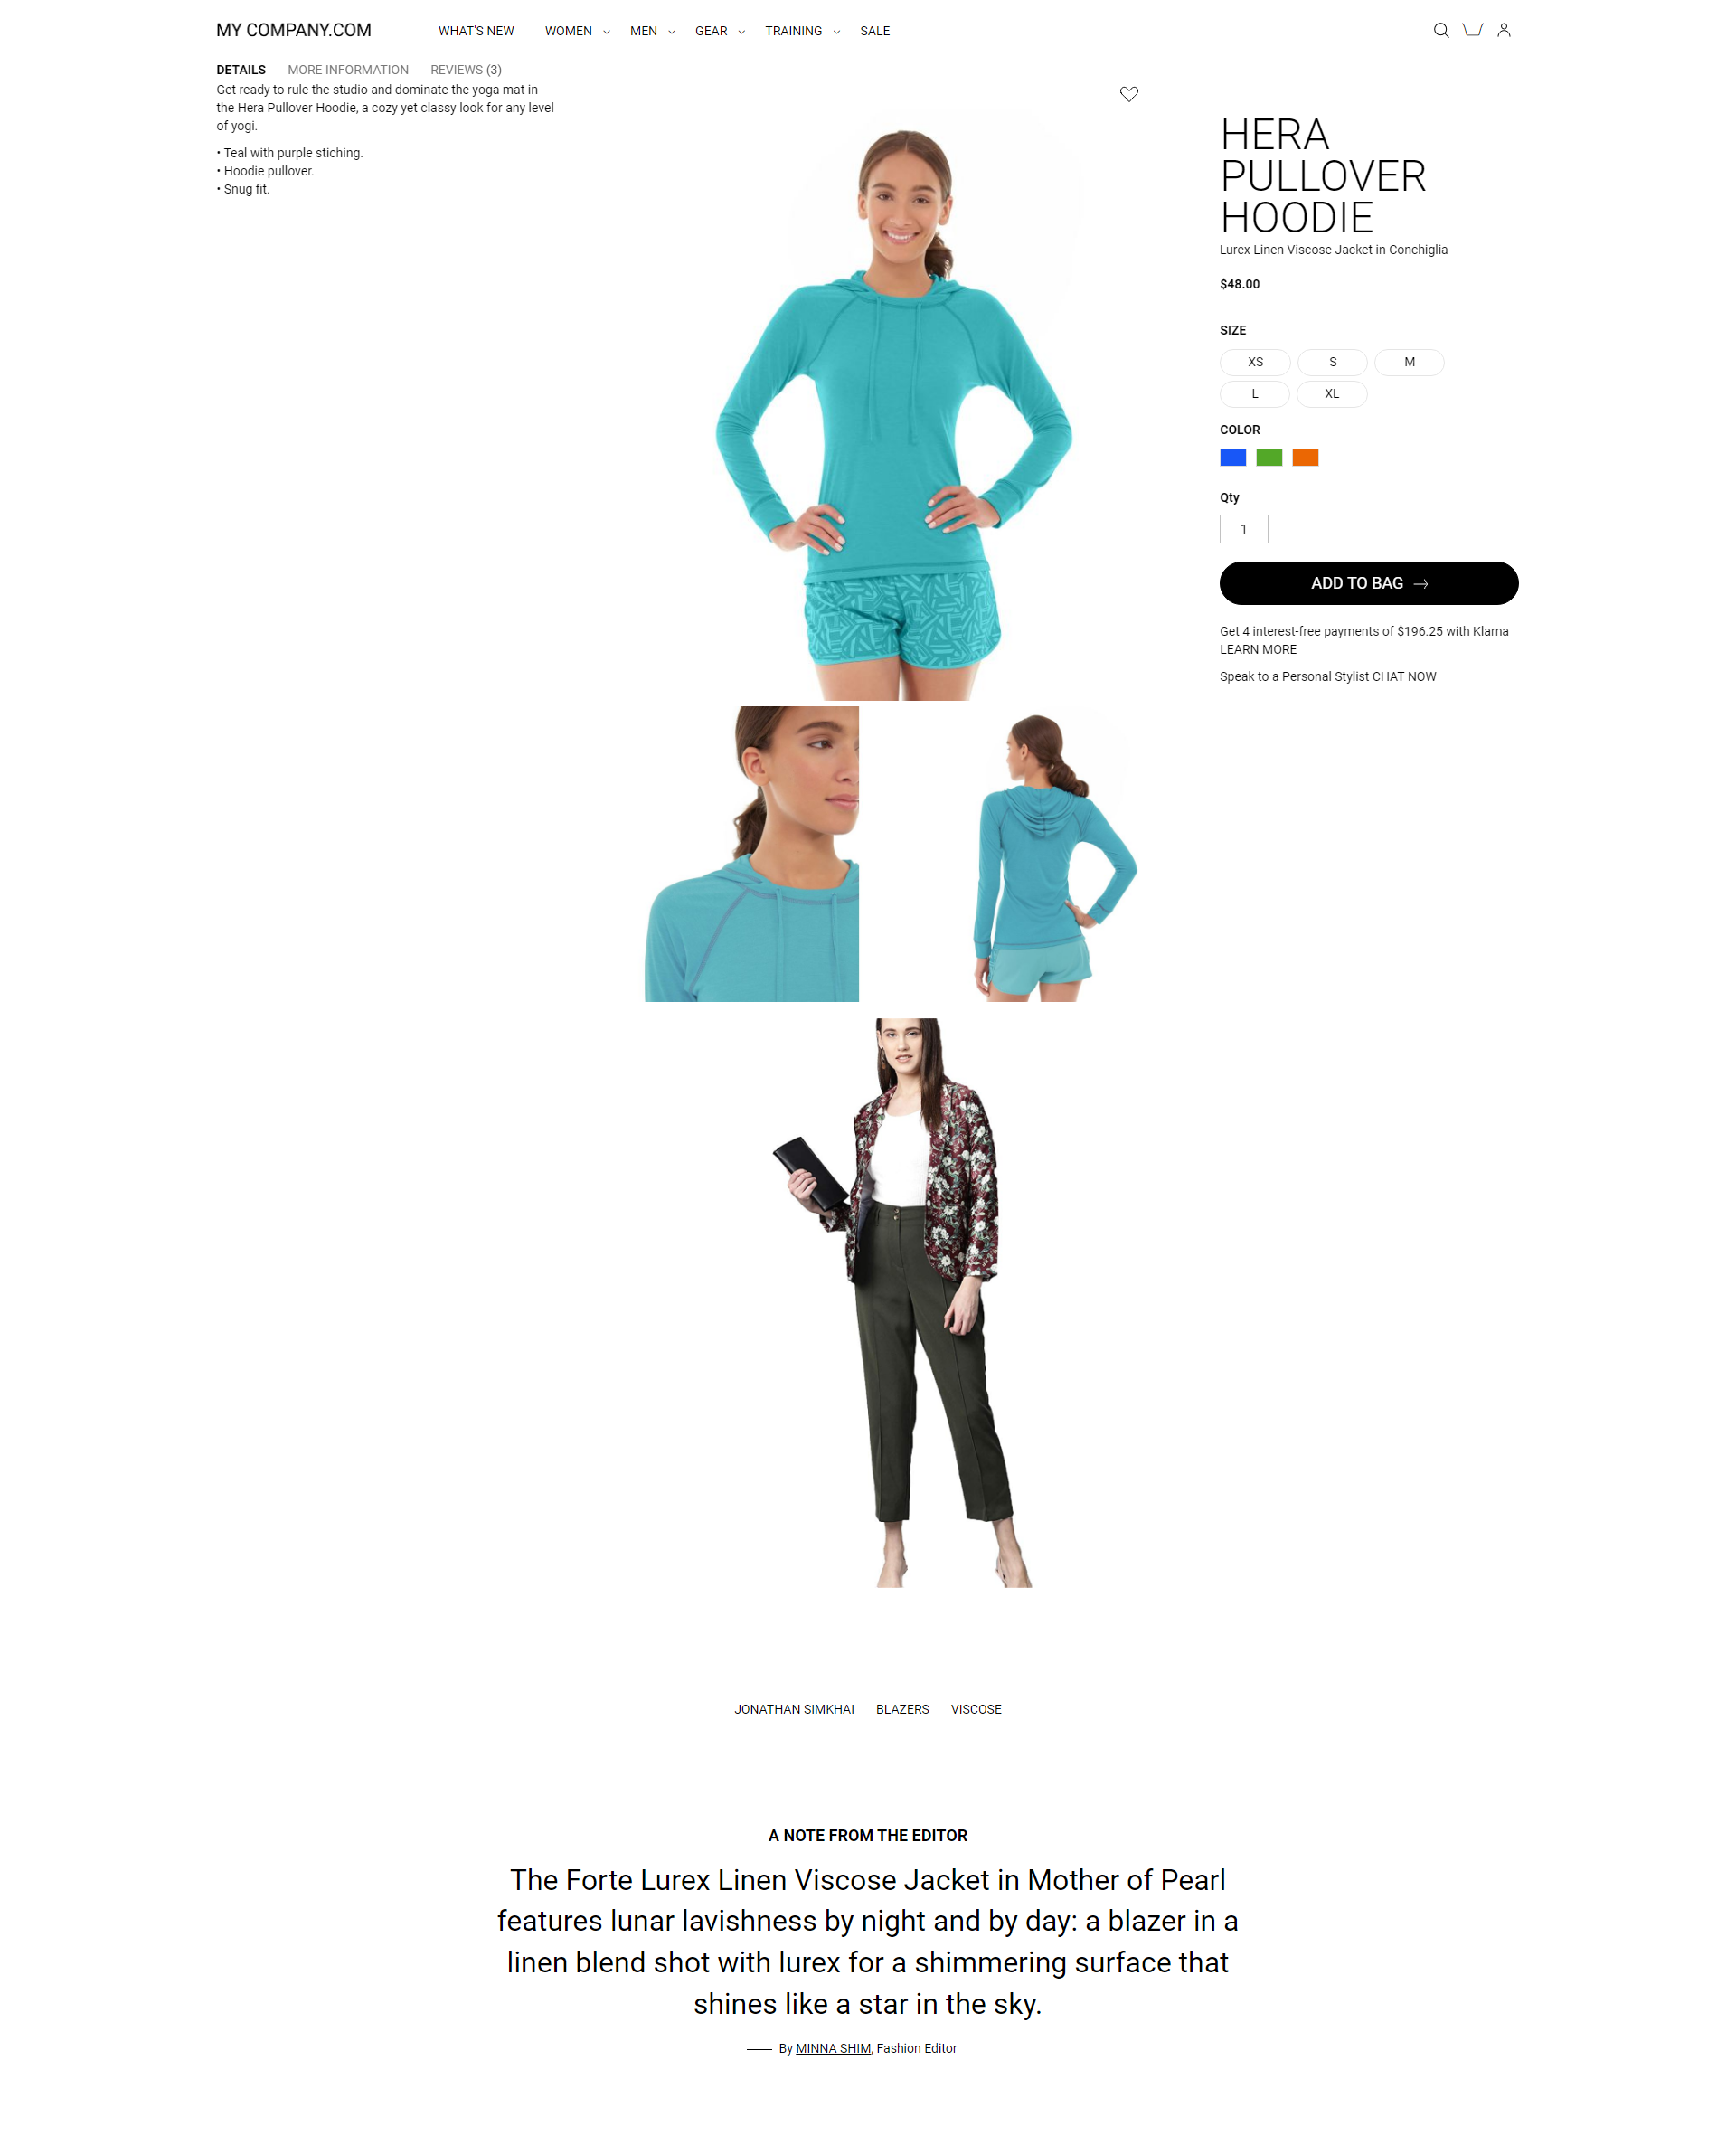 MY COMPANY.COM
WHAT'S NEW WOMEN MEN GEAR TRAINING SALE
DETAILS MORE INFORMATION REVIEWS (3)
Get ready to rule the studio and dominate the yoga mat in
the Hera Pullover Hoodie, a cozy yet classy look for any level
of yogi.
• Teal with purple stiching.
• Hoodie pullover.
• Snug fit.
HERA
PULLOVER
HOODIE
Lurex Linen Viscose Jacket in Conchiglia
$48.00
SIZE
XS S M
L XL
COLOR
Qty
1
ADD TO BAG
Get 4 interest-free payments of $196.25 with Klarna
LEARN MORE
Speak to a Personal Stylist CHAT NOW
JONATHAN SIMKHAI BLAZERS VISCOSE
A NOTE FROM THE EDITOR
The Forte Lurex Linen Viscose Jacket in Mother of Pearl
features lunar lavishness by night and by day: a blazer in a
linen blend shot with lurex for a shimmering surface that
shines like a star in the sky.
By MINNA SHIM, Fashion Editor